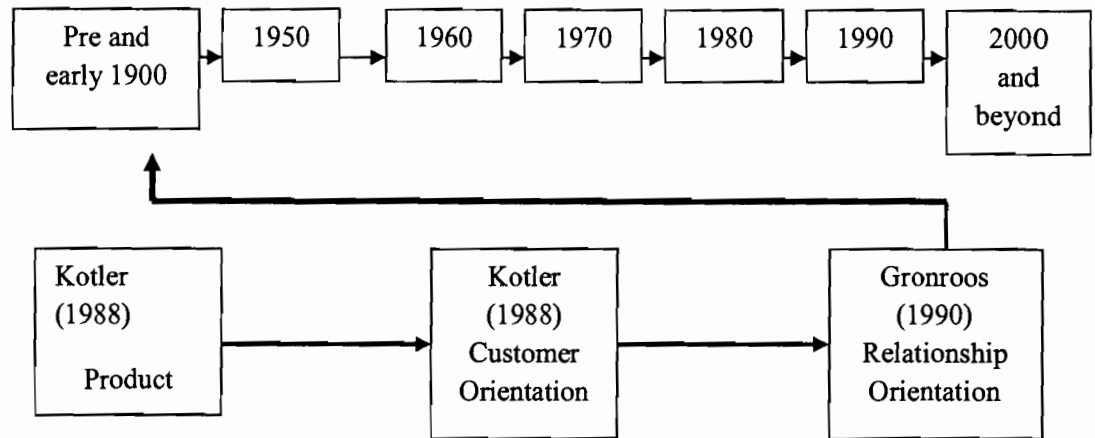 Pre and
early 1900
1950
1960
1970
1980
1990
2000
and
beyond
Kotler
(1988)
Product
Kotler
(1988)
Customer
Orientation
Gronroos
(1990)
Relationship
Orientation